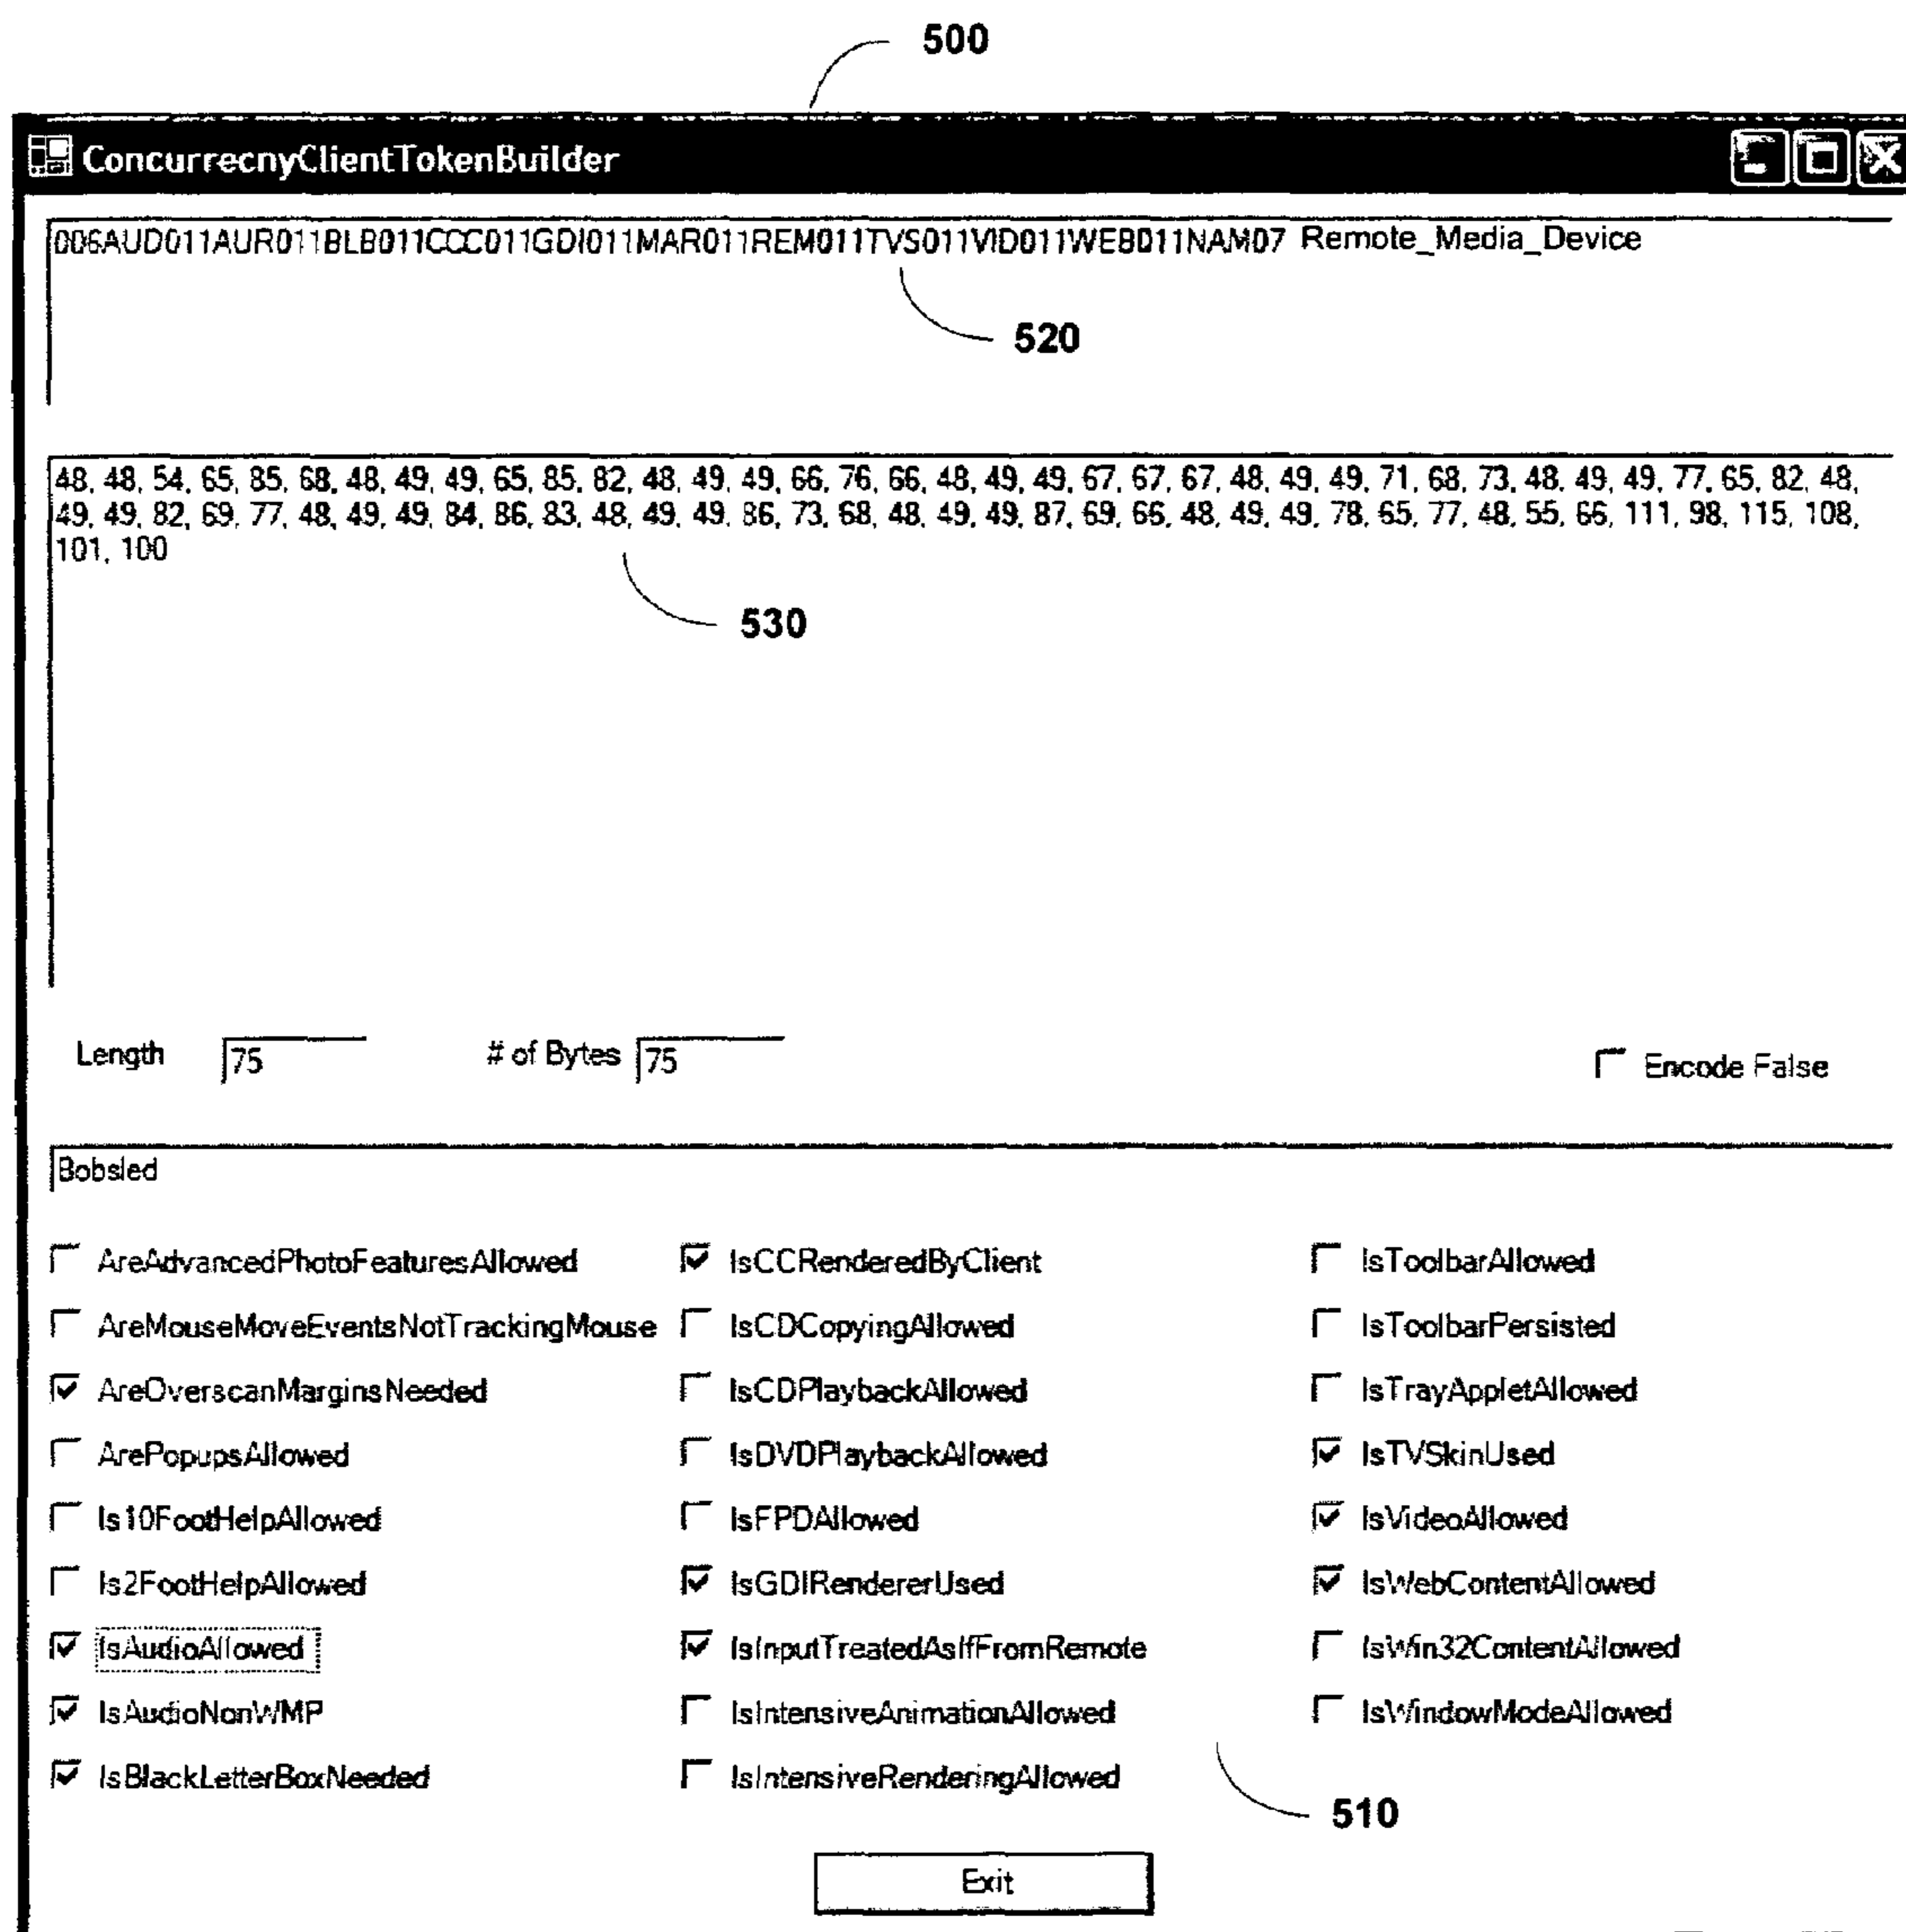 500
ConcurrecnyClientTokenBuilder
006AUD011AUR011BLB011CCC011GDI011MAR011REM011TVS011VID011WEB011NAM07 Remote_Media_Device
520
48, 48, 54, 65, 85, 68, 48, 49, 49, 65, 85, 82, 48, 49, 49, 66, 76, 66, 48, 49, 49, 67, 67, 67, 48, 49, 49, 71, 68, 73, 48, 49, 49, 77, 65, 82, 48,
49, 49, 82, 69, 77, 48, 49, 49, 84, 86, 83, 48, 49, 49, 86, 73, 68, 48, 49, 49, 87, 69, 66, 48, 49, 49, 78, 65, 77, 48, 55, 66, 111, 98, 115, 108,
101, 100
530
Length 75 # of Bytes 75 Encode False
Bobsled
AreAdvancedPhotoFeaturesAllowed IsCCRenderedByClient IsToolbarAllowed
AreMouseMoveEventsNotTrackingMouse IsCDCopyingAllowed IsToolbarPersisted
AreOverscanMarginsNeeded IsCDPlaybackAllowed IsTrayAppletAllowed
ArePopupsAllowed IsDVDPlaybackAllowed IsTVSkinUsed
Is10FootHelpAllowed IsFPDAllowed IsVideoAllowed
Is2FootHelpAllowed IsGDIRendererUsed IsWebContentAllowed
IsAudioAllowed IsInputTreatedAsIfFromRemote IsWin32ContentAllowed
IsAudioNonWMP IsIntensiveAnimationAllowed IsWindowModeAllowed
IsBlackLetterBoxNeeded IsIntensiveRenderingAllowed
510
Exit